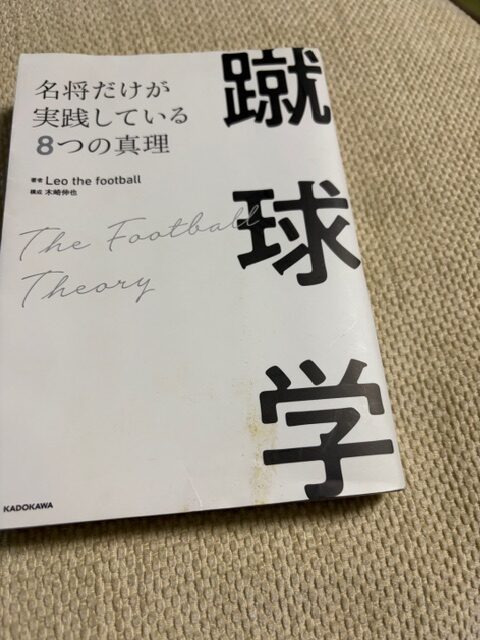 蹴球学
名将だけが
実践している
8つの真理
著者 Leo the football
構成 木崎伸也
The Football
Theory
KADOKAWA